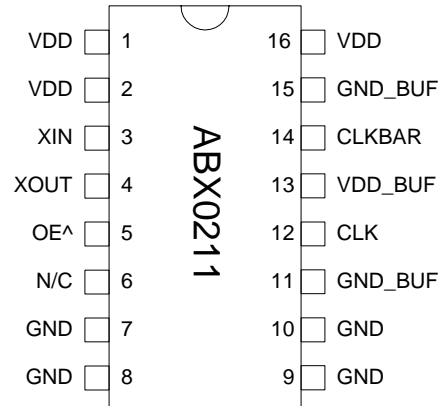 VDD 1 16 VDD
VDD 2 15 GND_BUF
XIN 3 14 CLKBAR
XOUT 4 13 VDD_BUF
OE^ 5 12 CLK
N/C 6 11 GND_BUF
GND 7 10 GND
GND 8 9 GND
ABX0211